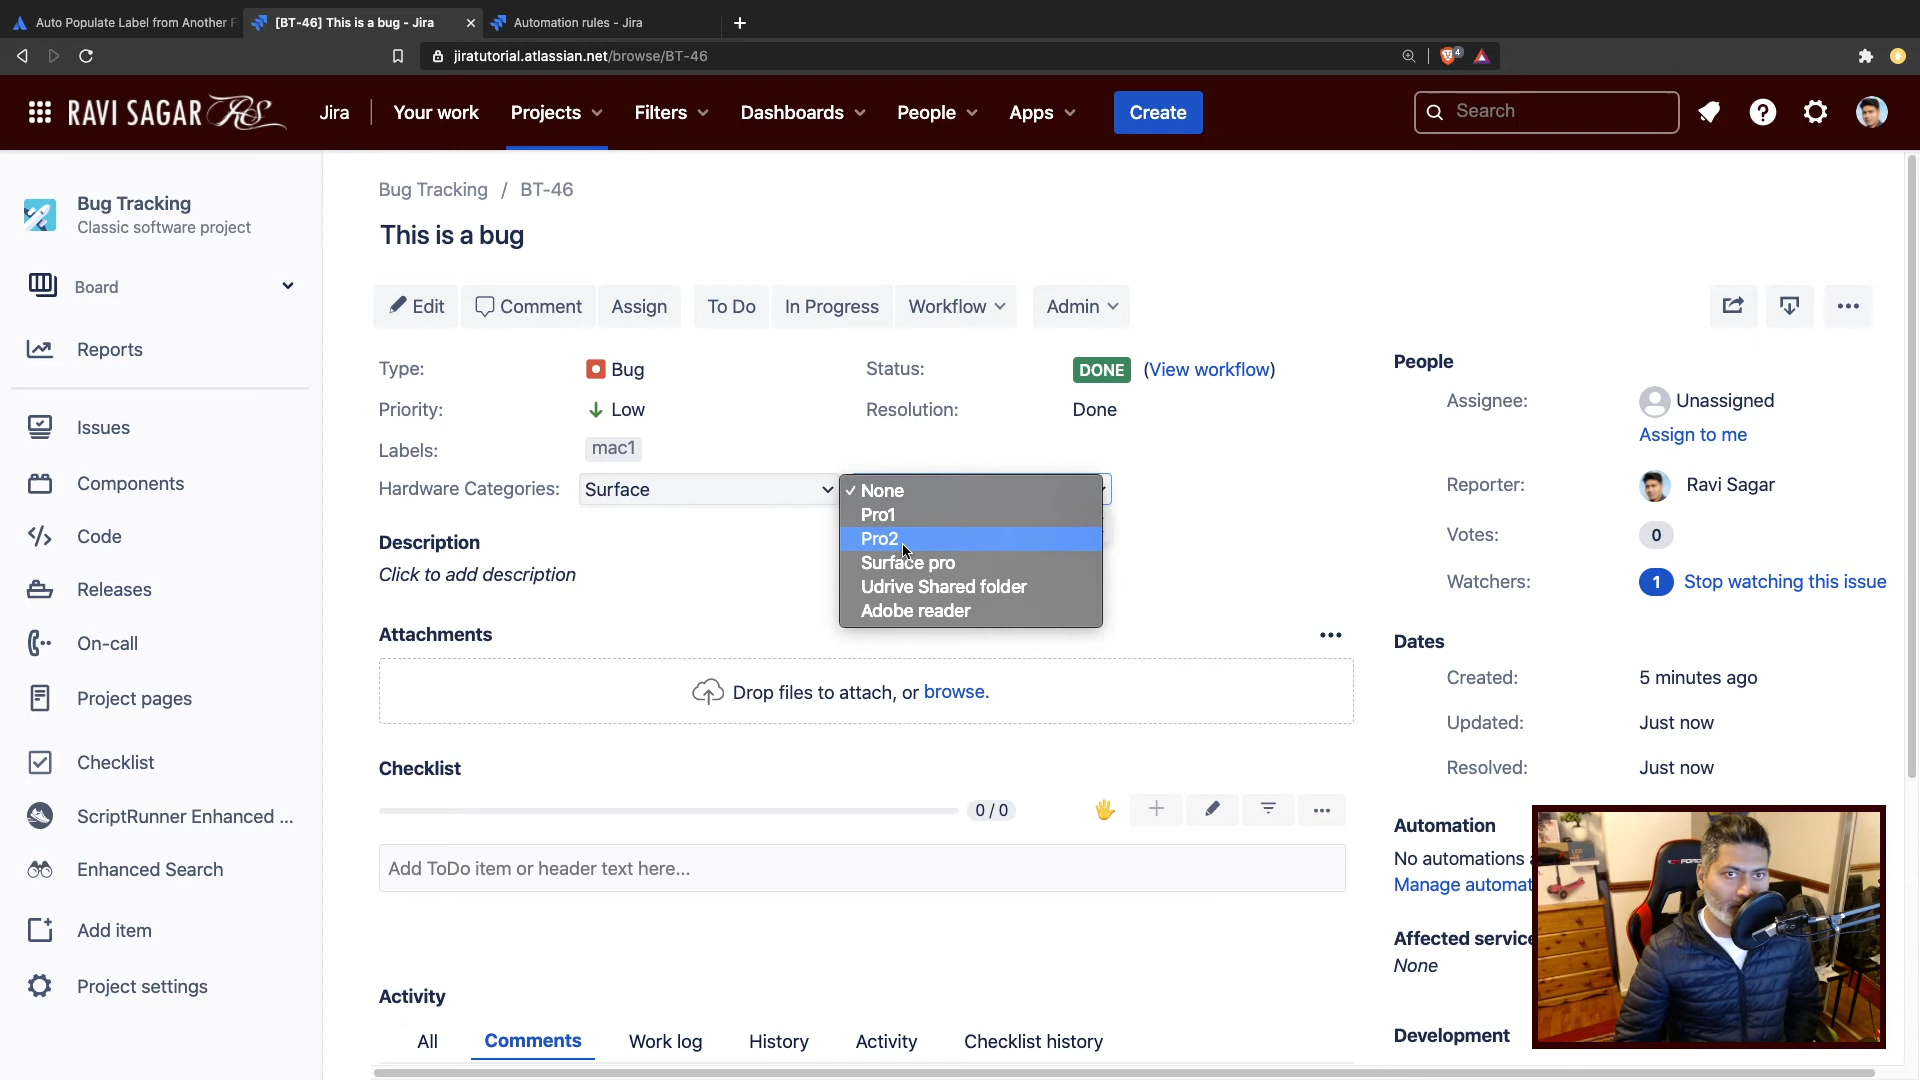 Auto Populate Label from Another F
[BT-46] This is a bug - Jira
Automation rules - Jira
jiratutorial.atlassian.net/browse/BT-46
4
RAVI SAGAR RS
Jira
Your work
Projects
Filters
Dashboards
People
Apps
Create
Search
Bug Tracking
Classic software project
Board
Reports
Issues
Components
Code
Releases
On-call
Project pages
Checklist
ScriptRunner Enhanced ...
Enhanced Search
Add item
Project settings
Bug Tracking / BT-46
This is a bug
Edit
Comment
Assign
To Do
In Progress
Workflow
Admin
Type: Bug
Status: DONE (View workflow)
Priority: Low
Resolution: Done
Labels: mac1
Hardware Categories: Surface
None
Pro1
Pro2
Surface pro
Udrive Shared folder
Adobe reader
Description
Click to add description
Attachments
Drop files to attach, or browse.
Checklist
0 / 0
Add ToDo item or header text here...
Activity
All
Comments
Work log
History
Activity
Checklist history
People
Assignee: Unassigned
Assign to me
Reporter: Ravi Sagar
Votes: 0
Watchers: 1 Stop watching this issue
Dates
Created: 5 minutes ago
Updated: Just now
Resolved: Just now
Automation
No automations
Manage automat
Affected service
None
Development